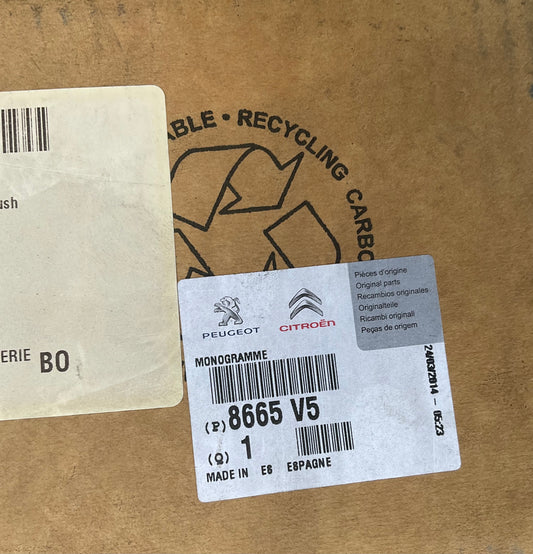 ABLE • RECYCLING CARBO
ush
ERIE BO
PEUGEOT
CITROËN
Pièces d'origine
Original parts
Recambios originales
Originalteile
Ricambi originali
Peças de origem
MONOGRAMME
(P) 8665 V5
(Q) 1
MADE IN ES ESPAGNE
24/03/2014 - 05:23